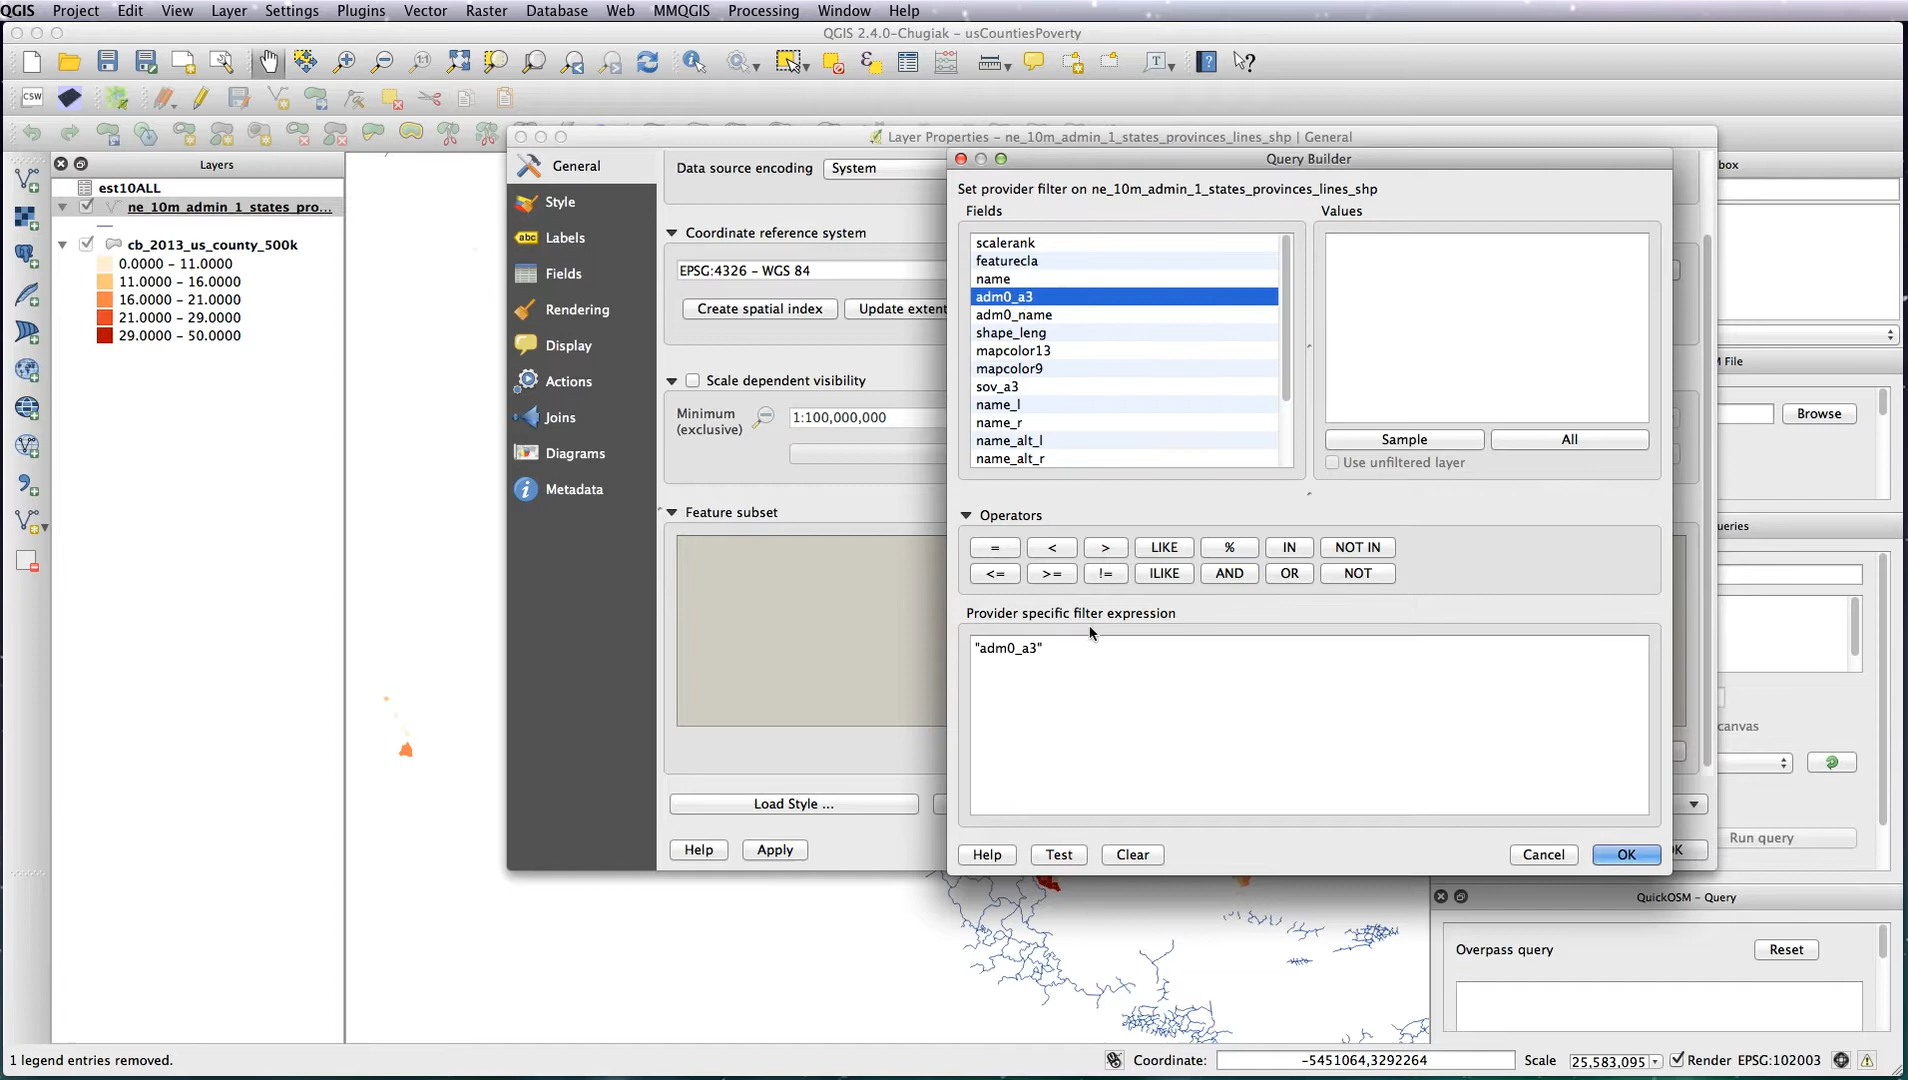 QGIS Project Edit View Layer Settings Plugins Vector Raster Database Web MMQGIS Processing Window Help
QGIS 2.4.0-Chugiak - usCountiesPoverty
CSW
Layers
est10ALL
ne_10m_admin_1_states_pro...
cb_2013_us_county_500k
0.0000 - 11.0000
11.0000 - 16.0000
16.0000 - 21.0000
21.0000 - 29.0000
29.0000 - 50.0000
Layer Properties - ne_10m_admin_1_states_provinces_lines_shp | General
General
Style
abc Labels
Fields
Rendering
Display
Actions
Joins
Diagrams
Metadata
Data source encoding System
Coordinate reference system
EPSG:4326 - WGS 84
Create spatial index Update extent
Scale dependent visibility
Minimum
(exclusive)
1:100,000,000
Feature subset
Load Style ...
Help Apply
Query Builder
Set provider filter on ne_10m_admin_1_states_provinces_lines_shp
Fields
scalerank
featurecla
name
adm0_a3
adm0_name
shape_leng
mapcolor13
mapcolor9
sov_a3
name_l
name_r
name_alt_l
name_alt_r
Values
Sample All
Use unfiltered layer
Operators
= < > LIKE % IN NOT IN
<= >= != ILIKE AND OR NOT
Provider specific filter expression
"adm0_a3"
Help Test Clear Cancel OK
box
M File
Browse
ueries
canvas
Run query
OK
QuickOSM - Query
Overpass query Reset
1 legend entries removed.
Coordinate: -5451064,3292264 Scale 25,583,095 Render EPSG:102003